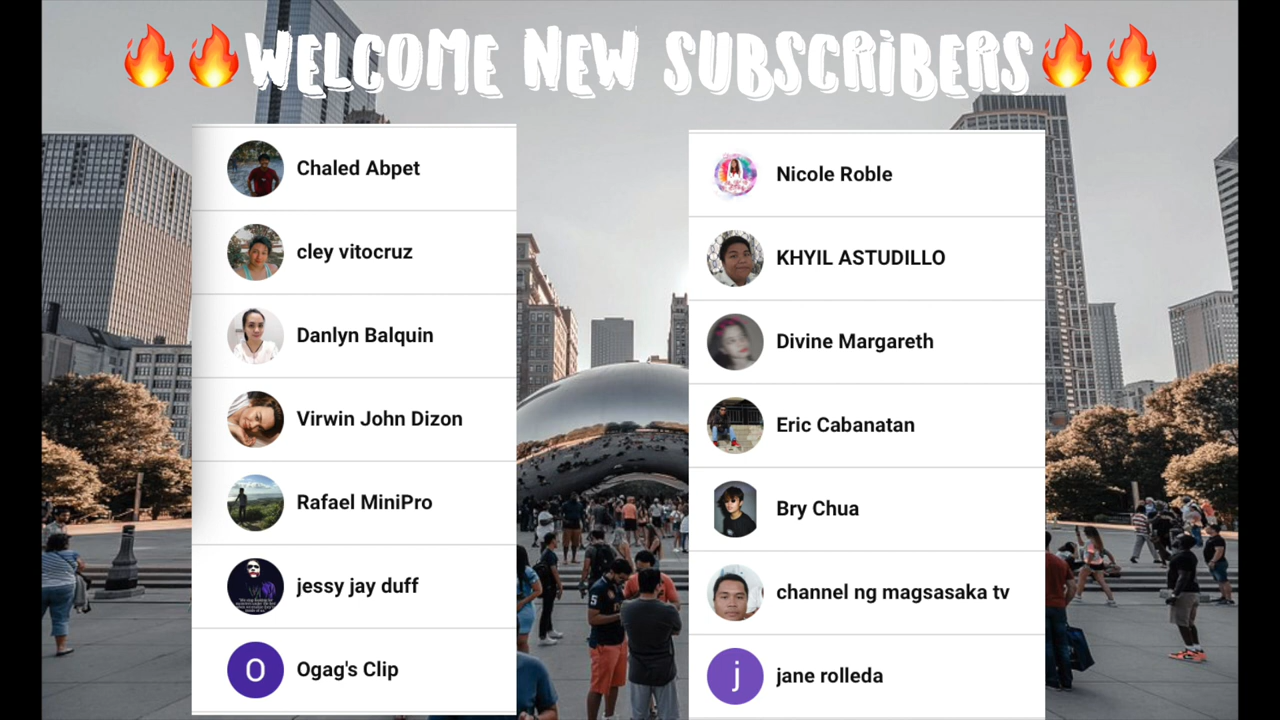 WELCOME NEW SUBSCRIBERS
Chaled Abpet
cley vitocruz
Danlyn Balquin
Virwin John Dizon
Rafael MiniPro
jessy jay duff
O
Ogag's Clip
Nicole Roble
KHYIL ASTUDILLO
Divine Margareth
Eric Cabanatan
Bry Chua
channel ng magsasaka tv
j
jane rolleda